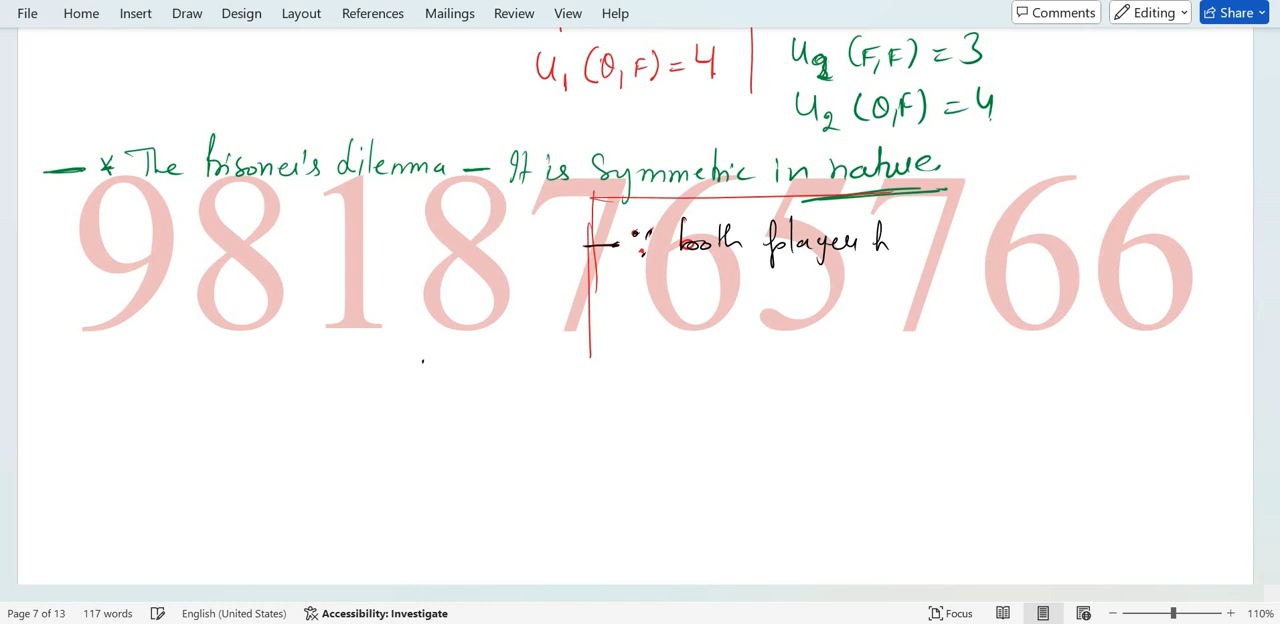 File Home Insert Draw Design Layout References Mailings Review View Help Comments Editing Share
u1 (O, F) = 4
u2 (F, F) = 3
u2 (O, F) = 4
— * The Prisoner's dilemma — It is Symmetric in nature
∵ both player h
9818765766
Page 7 of 13 117 words English (United States) Accessibility: Investigate Focus 110%